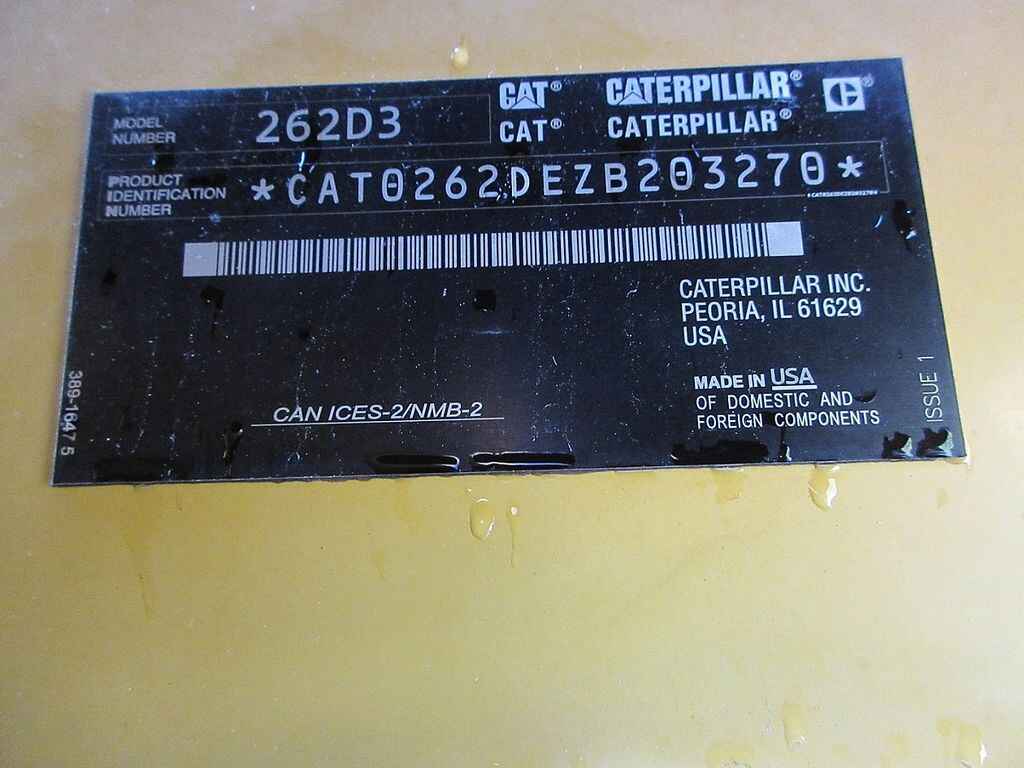 MODEL
NUMBER
262D3
CAT®
CATERPILLAR®
CAT®
CATERPILLAR®
PRODUCT
IDENTIFICATION
NUMBER
*CAT0262DEZB203270*
CATERPILLAR INC.
PEORIA, IL 61629
USA
MADE IN USA
OF DOMESTIC AND
FOREIGN COMPONENTS
CAN ICES-2/NMB-2
389-1647 5
ISSUE 1